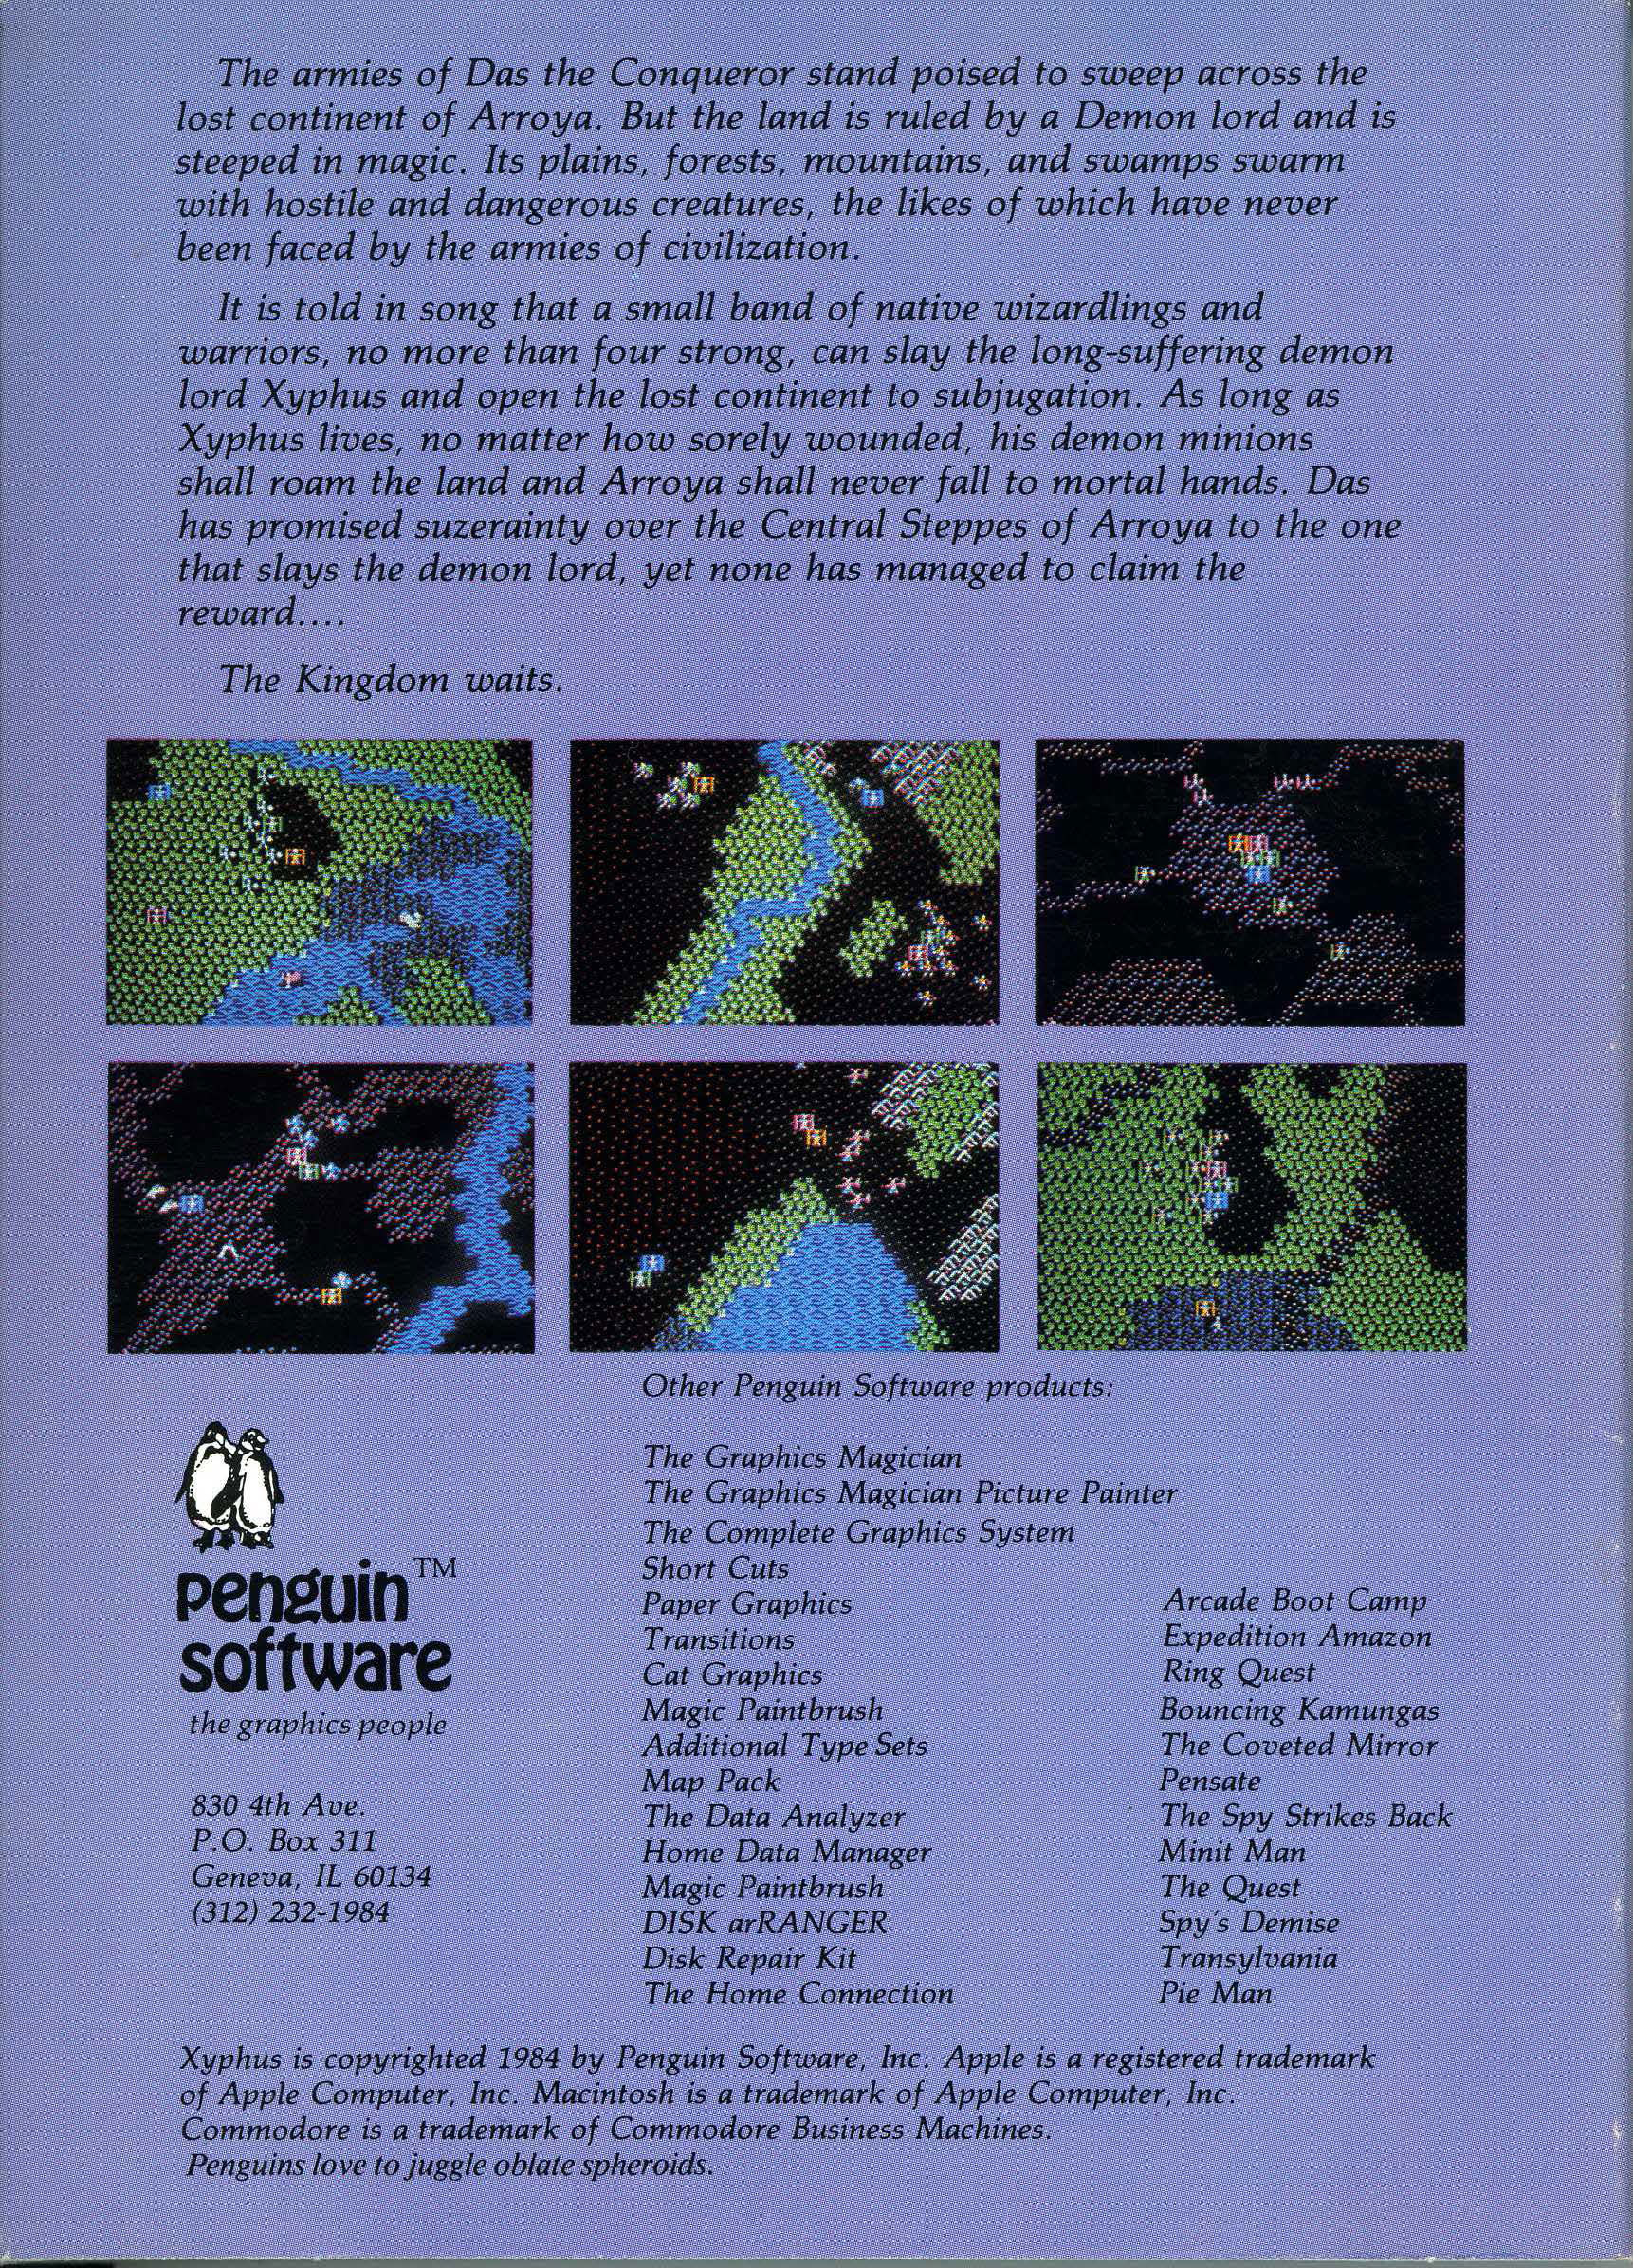 The armies of Das the Conqueror stand poised to sweep across the
lost continent of Arroya. But the land is ruled by a Demon lord and is
steeped in magic. Its plains, forests, mountains, and swamps swarm
with hostile and dangerous creatures, the likes of which have never
been faced by the armies of civilization.
It is told in song that a small band of native wizardlings and
warriors, no more than four strong, can slay the long-suffering demon
lord Xyphus and open the lost continent to subjugation. As long as
Xyphus lives, no matter how sorely wounded, his demon minions
shall roam the land and Arroya shall never fall to mortal hands. Das
has promised suzerainty over the Central Steppes of Arroya to the one
that slays the demon lord, yet none has managed to claim the
reward....
The Kingdom waits.
penguin™
software
the graphics people
830 4th Ave.
P.O. Box 311
Geneva, IL 60134
(312) 232-1984
Other Penguin Software products:
The Graphics Magician
The Graphics Magician Picture Painter
The Complete Graphics System
Short Cuts
Paper Graphics
Transitions
Cat Graphics
Magic Paintbrush
Additional Type Sets
Map Pack
The Data Analyzer
Home Data Manager
Magic Paintbrush
DISK arRANGER
Disk Repair Kit
The Home Connection
Arcade Boot Camp
Expedition Amazon
Ring Quest
Bouncing Kamungas
The Coveted Mirror
Pensate
The Spy Strikes Back
Minit Man
The Quest
Spy's Demise
Transylvania
Pie Man
Xyphus is copyrighted 1984 by Penguin Software, Inc. Apple is a registered trademark
of Apple Computer, Inc. Macintosh is a trademark of Apple Computer, Inc.
Commodore is a trademark of Commodore Business Machines.
Penguins love to juggle oblate spheroids.